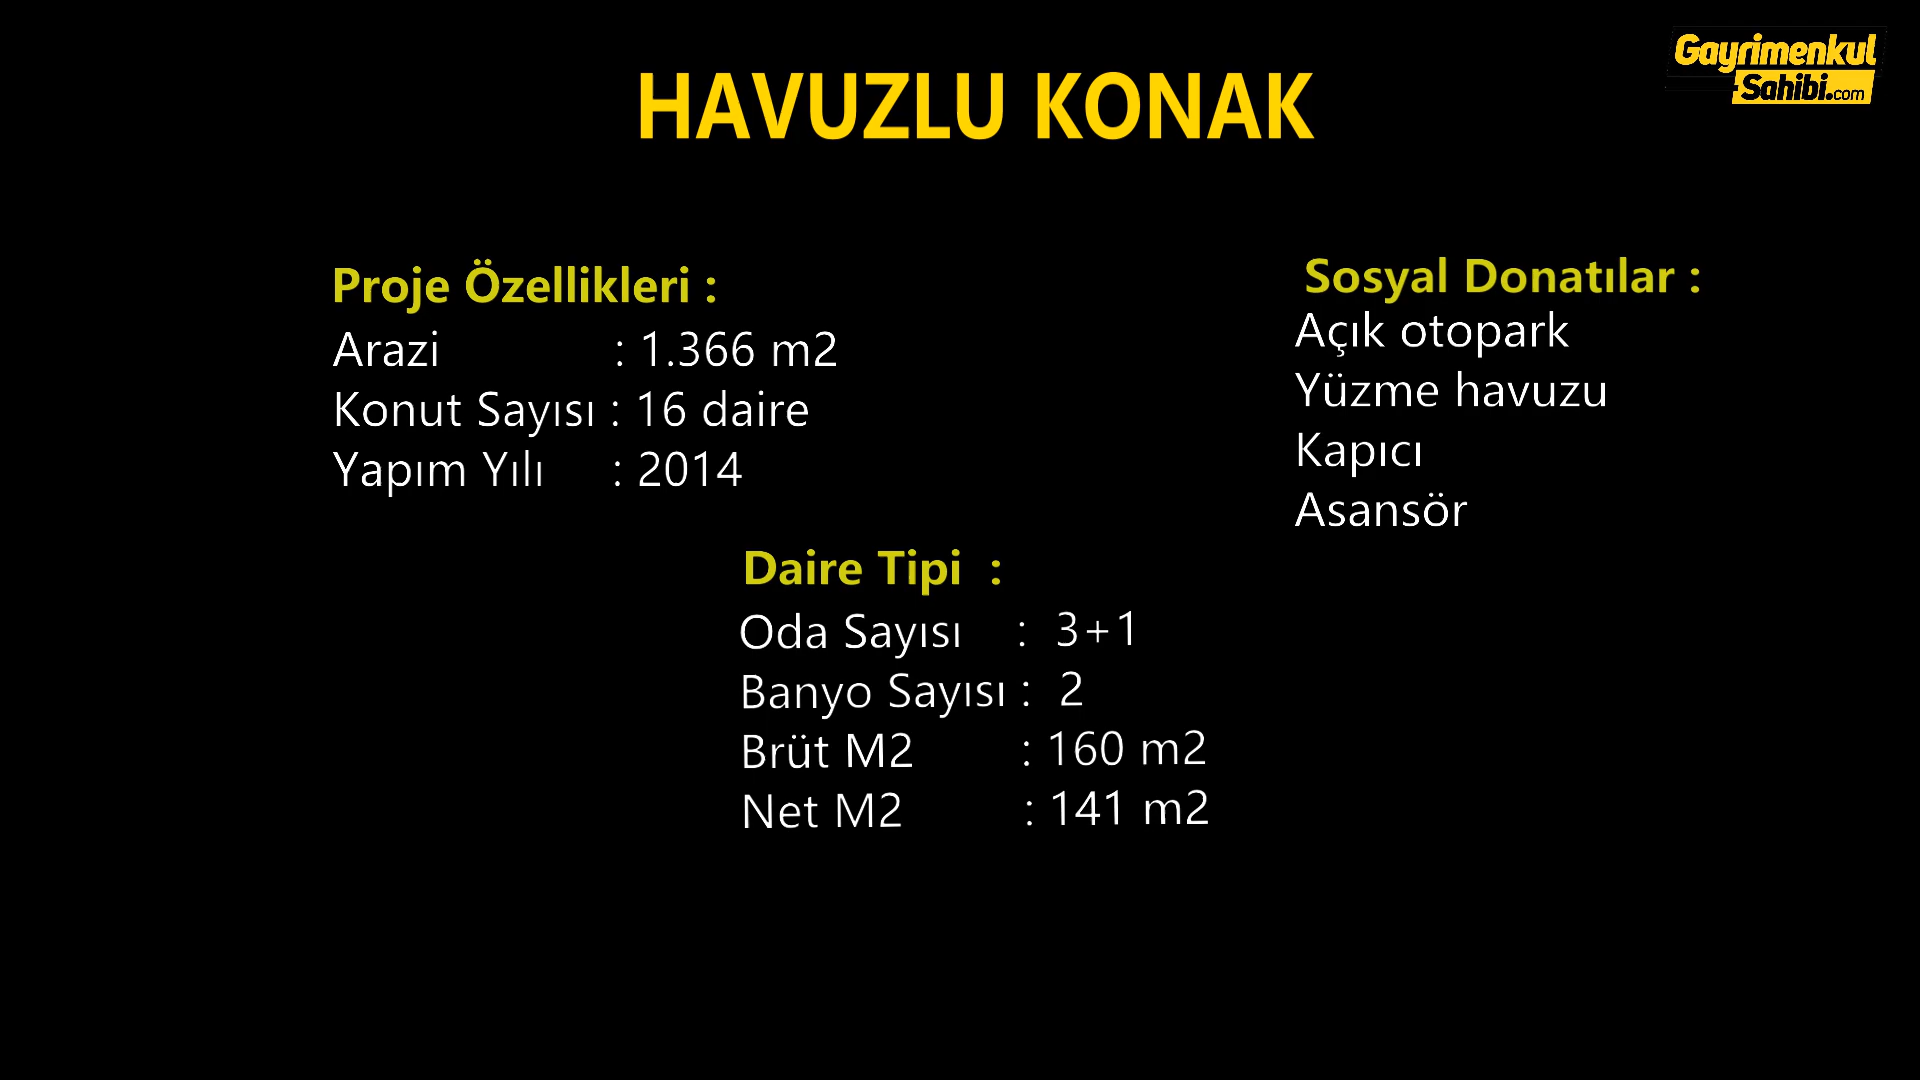 Gayrimenkul
Sahibi.com
HAVUZLU KONAK
Proje Özellikleri :
Arazi : 1.366 m2
Konut Sayısı : 16 daire
Yapım Yılı : 2014
Sosyal Donatılar :
Açık otopark
Yüzme havuzu
Kapıcı
Asansör
Daire Tipi :
Oda Sayısı : 3+1
Banyo Sayısı : 2
Brüt M2 : 160 m2
Net M2 : 141 m2